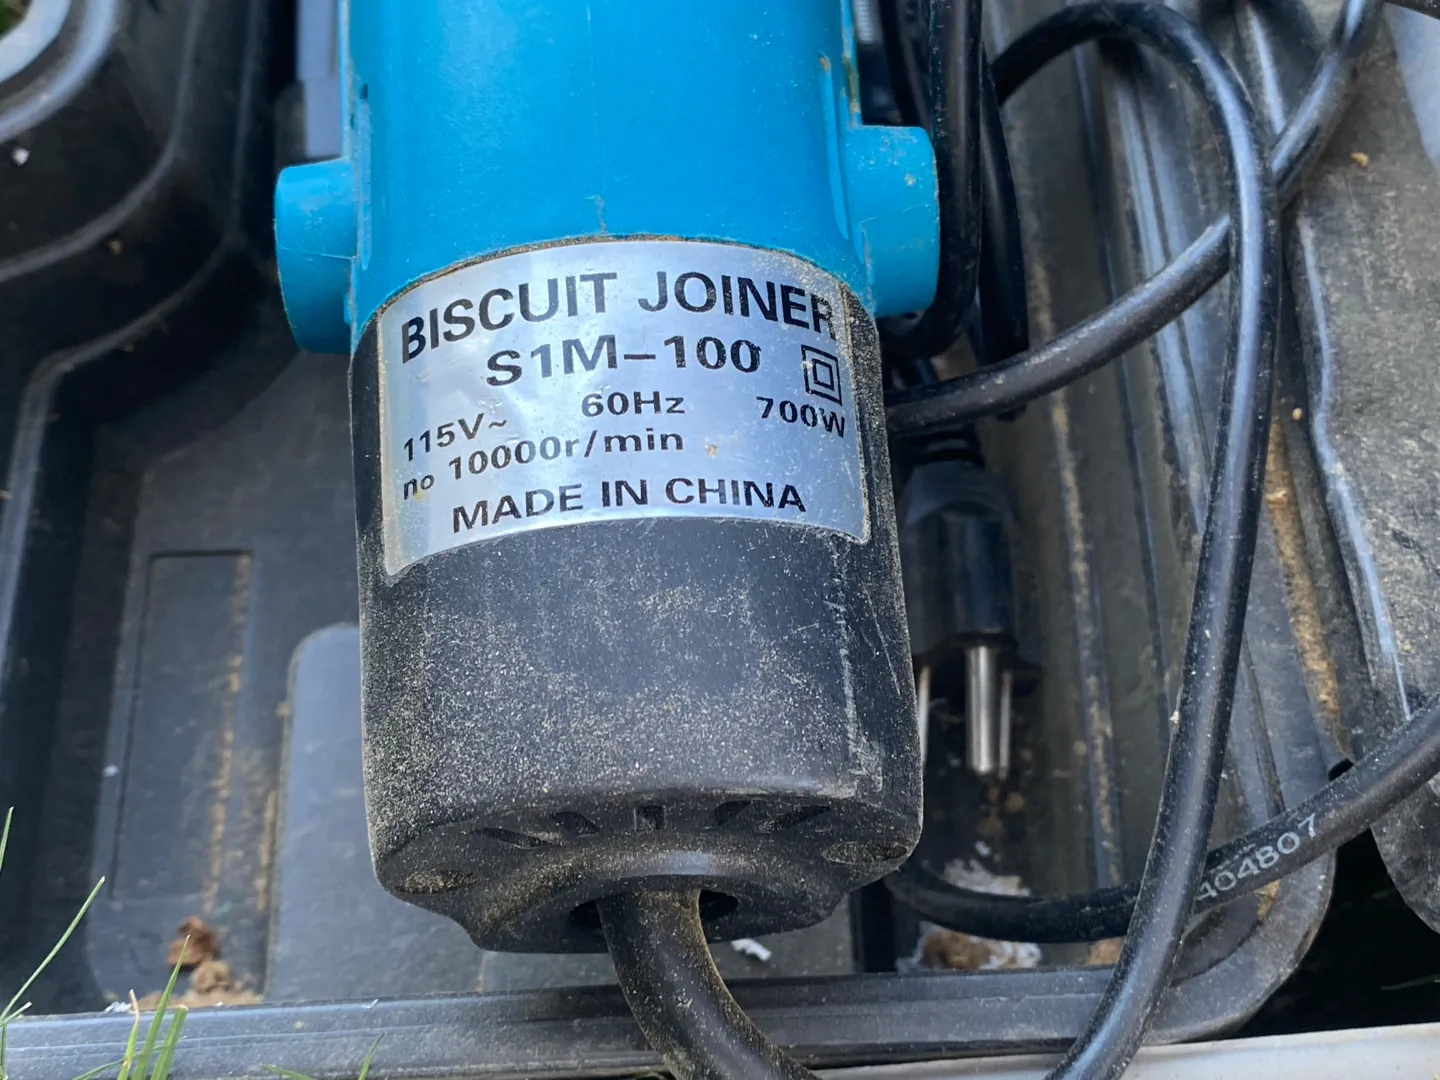 BISCUIT JOINER
S1M-100
115V~ 60Hz 700W
no 10000r/min
MADE IN CHINA
404807